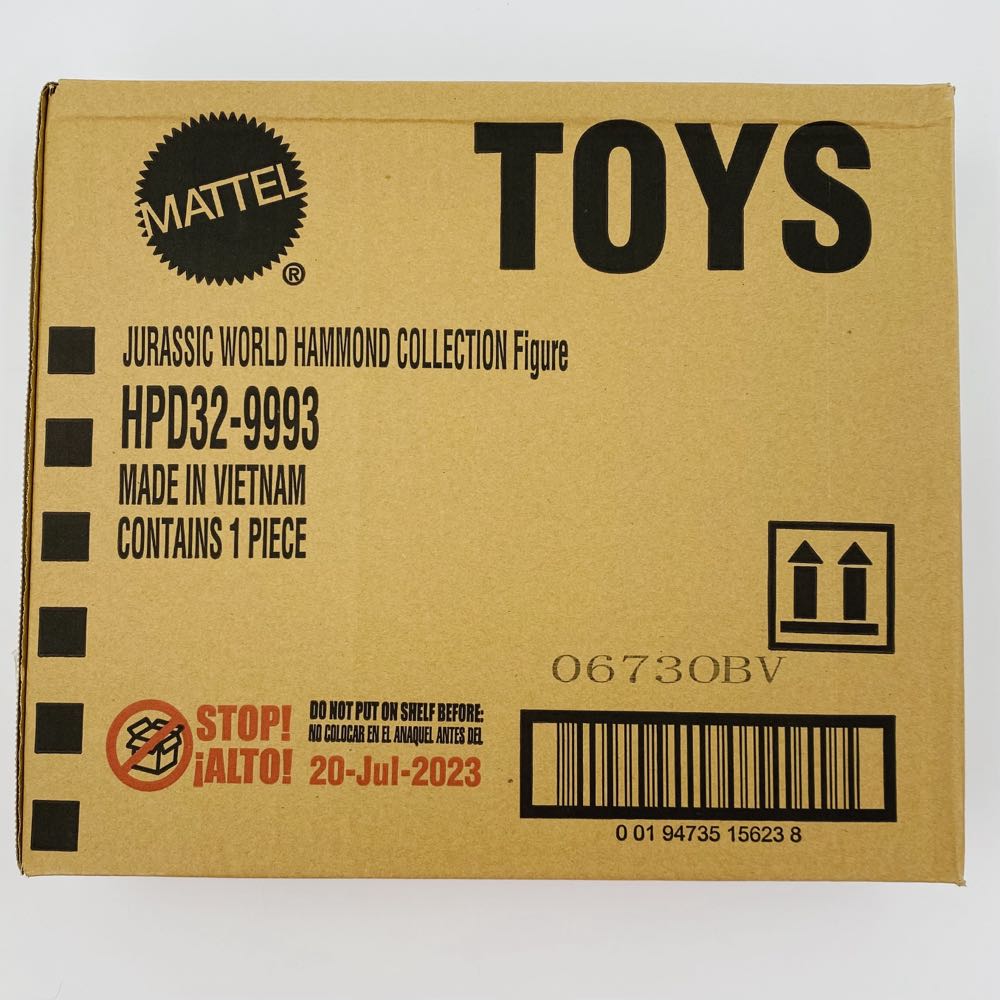 MATTEL
®
TOYS
JURASSIC WORLD HAMMOND COLLECTION Figure
HPD32-9993
MADE IN VIETNAM
CONTAINS 1 PIECE
06730BV
STOP!
¡ALTO!
DO NOT PUT ON SHELF BEFORE:
NO COLOCAR EN EL ANAQUEL ANTES DEL
20-Jul-2023
0 01 94735 15623 8